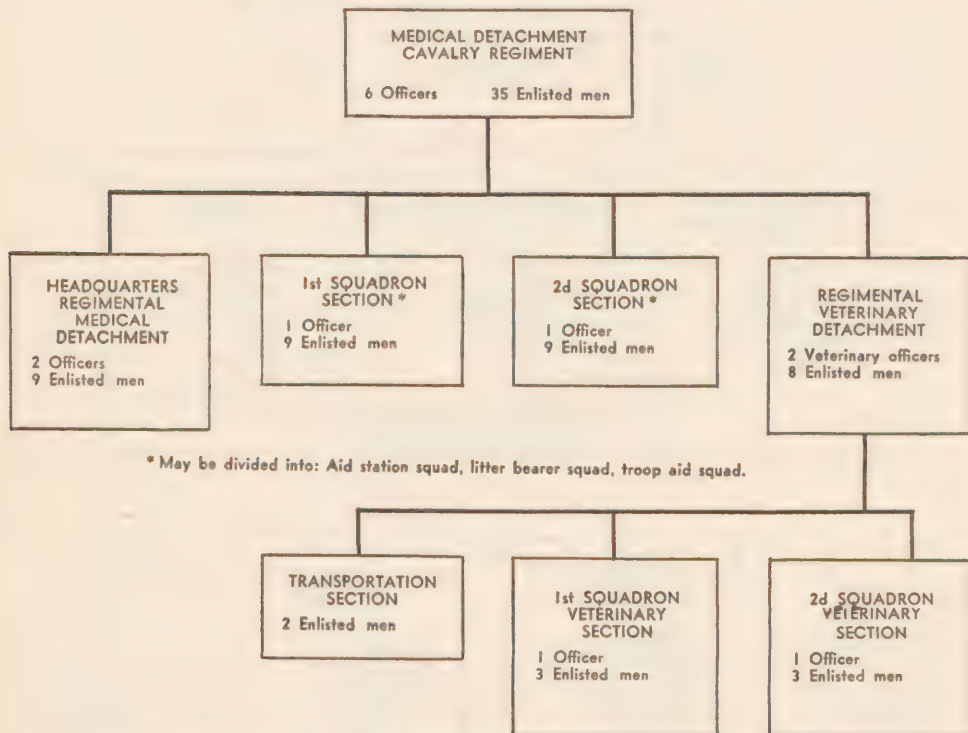 MEDICAL DETACHMENT
CAVALRY REGIMENT
6 Officers 35 Enlisted men
HEADQUARTERS
REGIMENTAL
MEDICAL
DETACHMENT
2 Officers
9 Enlisted men
1st SQUADRON
SECTION*
1 Officer
9 Enlisted men
2d SQUADRON
SECTION*
1 Officer
9 Enlisted men
REGIMENTAL
VETERINARY
DETACHMENT
2 Veterinary officers
8 Enlisted men
* May be divided into: Aid station squad, litter bearer squad, troop aid squad.
TRANSPORTATION
SECTION
2 Enlisted men
1st SQUADRON
VETERINARY
SECTION
1 Officer
3 Enlisted men
2d SQUADRON
VETERINARY
SECTION
1 Officer
3 Enlisted men